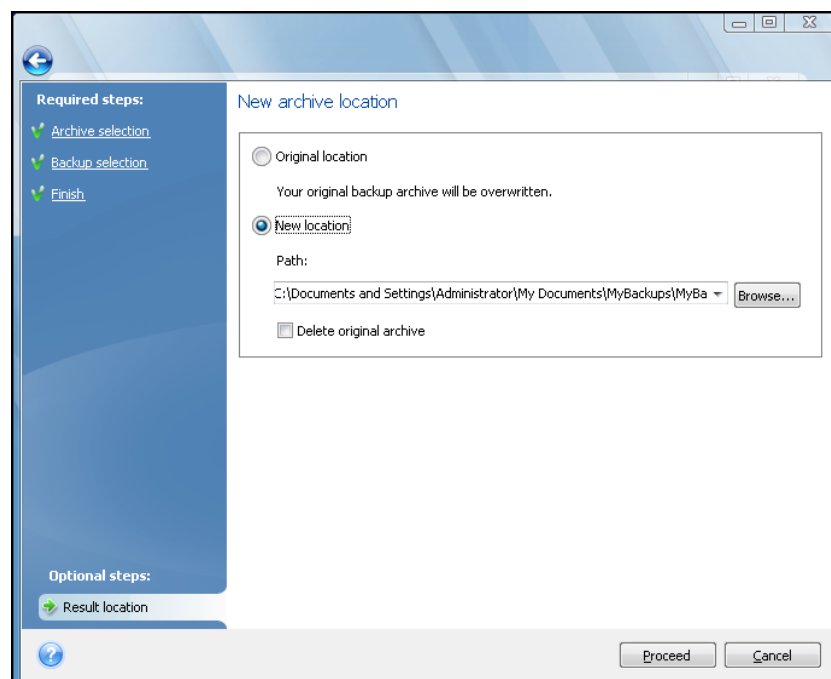 Required steps:
Archive selection
Backup selection
Finish
New archive location
Original location
Your original backup archive will be overwritten.
New location
Path:
C:\Documents and Settings\Administrator\My Documents\MyBackups\MyBa
Browse...
Delete original archive
Optional steps:
Result location
Proceed
Cancel